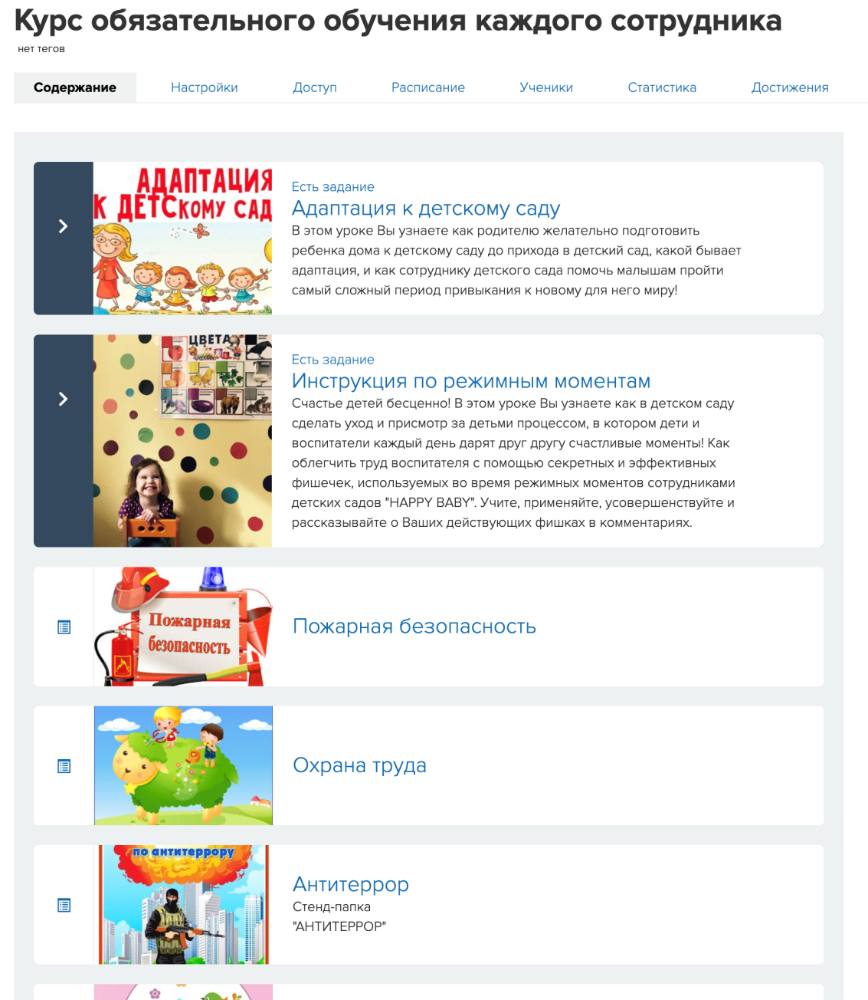 Курс обязательного обучения каждого сотрудника
нет тегов
Содержание
Настройки
Доступ
Расписание
Ученики
Статистика
Достижения
АДАПТАЦИЯ
К ДЕТСКОМУ САД
Есть задание
Адаптация к детскому саду
В этом уроке Вы узнаете как родителю желательно подготовить
ребенка дома к детскому саду до прихода в детский сад, какой бывает
адаптация, и как сотруднику детского сада помочь малышам пройти
самый сложный период привыкания к новому для него миру!
ЦВЕТА
Есть задание
Инструкция по режимным моментам
Счастье детей бесценно! В этом уроке Вы узнаете как в детском саду
сделать уход и присмотр за детьми процессом, в котором дети и
воспитатели каждый день дарят друг другу счастливые моменты! Как
облегчить труд воспитателя с помощью секретных и эффективных
фишечек, используемых во время режимных моментов сотрудниками
детских садов "HAPPY BABY". Учите, применяйте, усовершенствуйте и
рассказывайте о Ваших действующих фишках в комментариях.
Пожарная
безопасность
Пожарная безопасность
Охрана труда
по антитеррору
Антитеррор
Стенд-папка
"АНТИТЕРРОР"